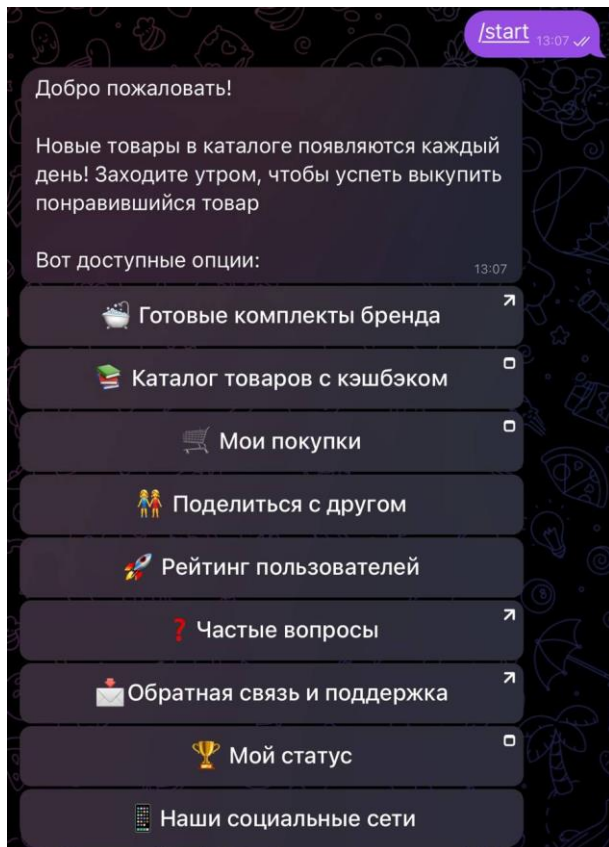 /start 13:07
Добро пожаловать!
Новые товары в каталоге появляются каждый
день! Заходите утром, чтобы успеть выкупить
понравившийся товар
Вот доступные опции:
13:07
🛀 Готовые комплекты бренда
📚 Каталог товаров с кэшбэком
🛒 Мои покупки
👭 Поделиться с другом
🚀 Рейтинг пользователей
❓ Частые вопросы
📩 Обратная связь и поддержка
🏆 Мой статус
📱 Наши социальные сети